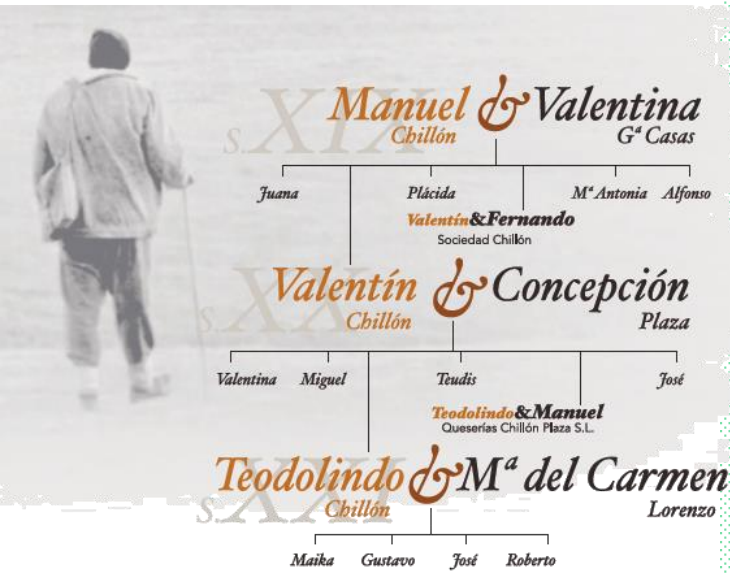 s.XIX
Manuel & Valentina
Chillón Gª Casas
Juana Plácida Mª Antonia Alfonso
Valentín&Fernando
Sociedad Chillón
s.XX
Valentín & Concepción
Chillón Plaza
Valentina Miguel Teudis José
Teodolindo&Manuel
Queserías Chillón Plaza S.L.
s.XXI
Teodolindo & Mª del Carmen
Chillón Lorenzo
Maika Gustavo José Roberto